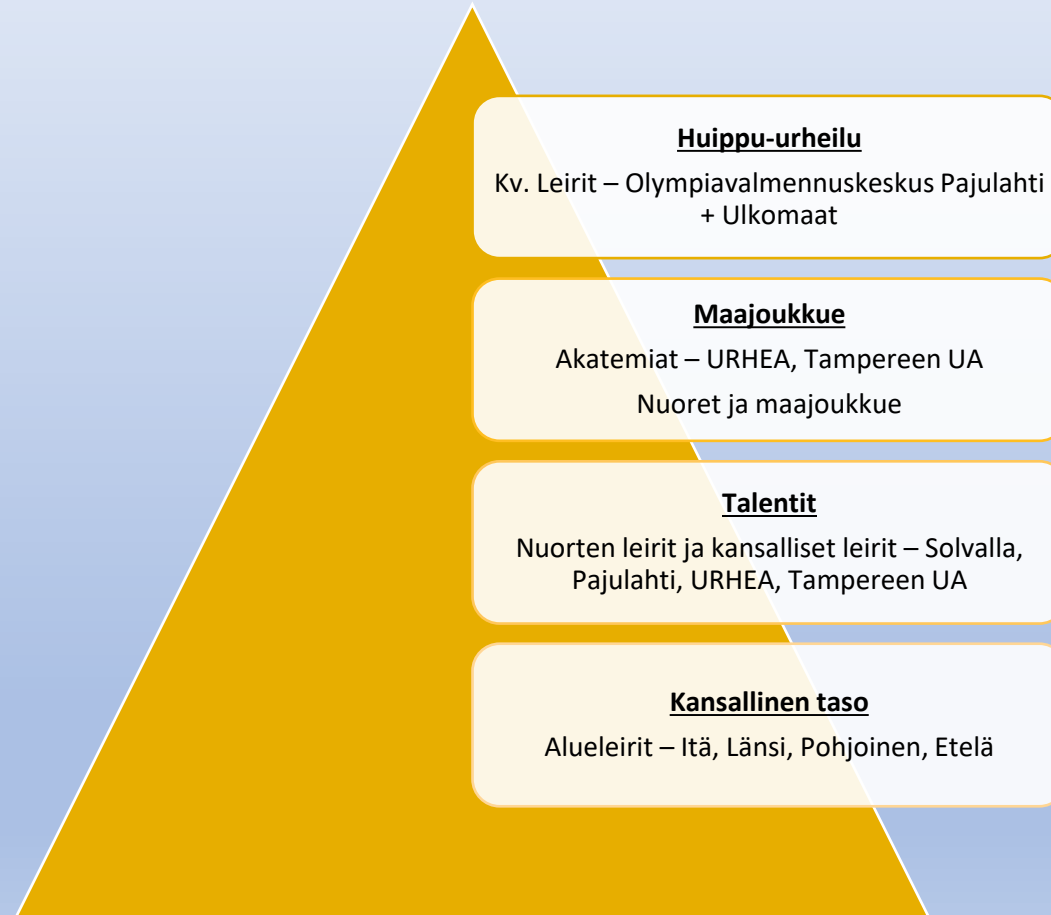 Huippu-urheilu
Kv. Leirit – Olympiavalmennuskeskus Pajulahti
+ Ulkomaat
Maajoukkue
Akatemiat – URHEA, Tampereen UA
Nuoret ja maajoukkue
Talentit
Nuorten leirit ja kansalliset leirit – Solvalla,
Pajulahti, URHEA, Tampereen UA
Kansallinen taso
Alueleirit – Itä, Länsi, Pohjoinen, Etelä